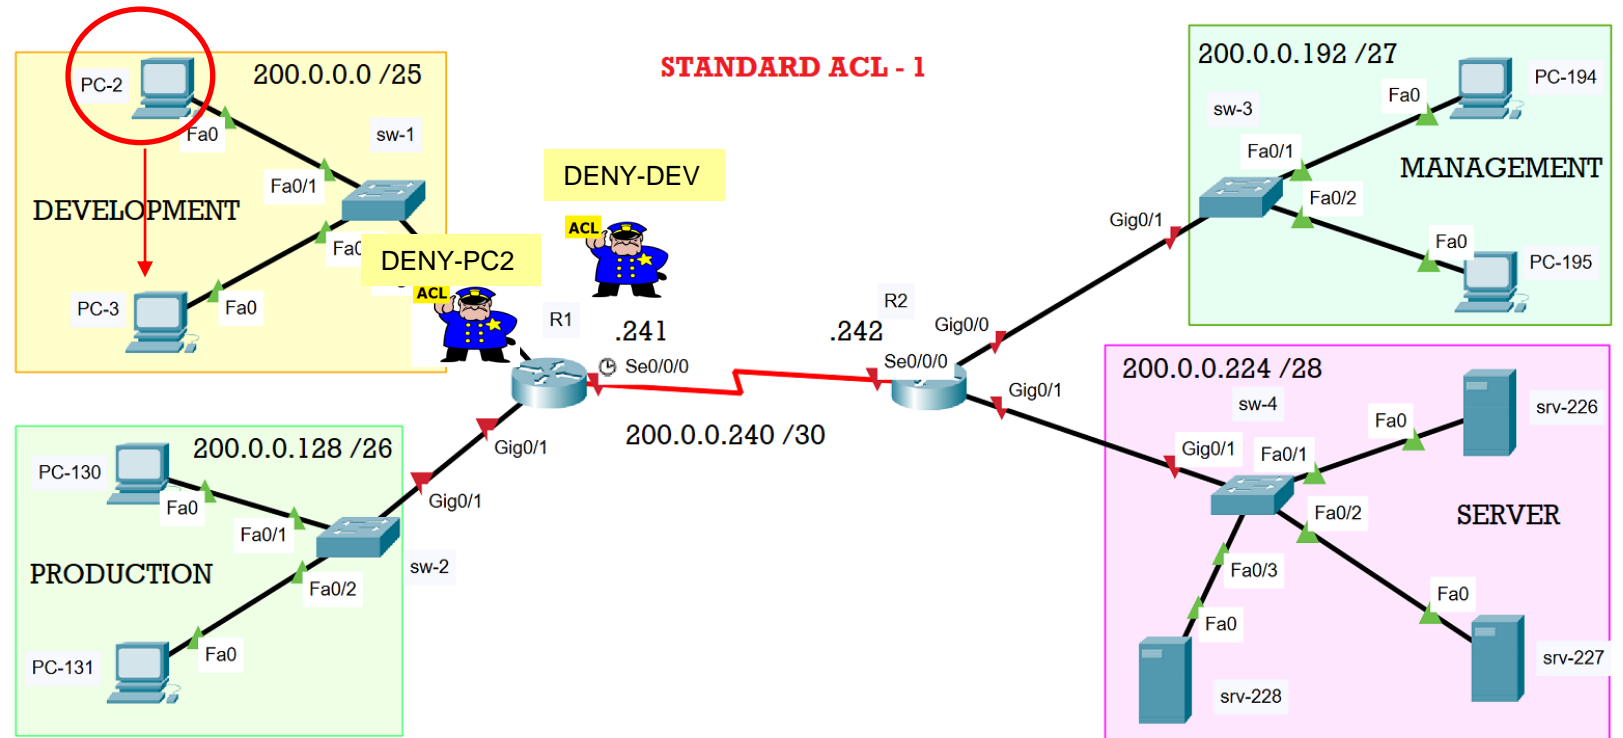 STANDARD ACL - 1
200.0.0.0 /25
PC-2
Fa0
sw-1
Fa0/1
DEVELOPMENT
PC-3
Fa0
DENY-PC2
ACL
DENY-DEV
ACL
R1
.241
Se0/0/0
200.0.0.240 /30
.242
R2
Se0/0/0
Gig0/0
Gig0/1
200.0.0.128 /26
PC-130
Fa0
Fa0/1
Gig0/1
Gig0/1
PRODUCTION
sw-2
Fa0/2
PC-131
Fa0
200.0.0.192 /27
PC-194
Fa0
sw-3
Fa0/1
MANAGEMENT
Fa0/2
Gig0/1
Fa0
PC-195
200.0.0.224 /28
sw-4
srv-226
Fa0
Gig0/1
Fa0/1
Fa0/2
SERVER
Fa0/3
Fa0
Fa0
srv-227
srv-228